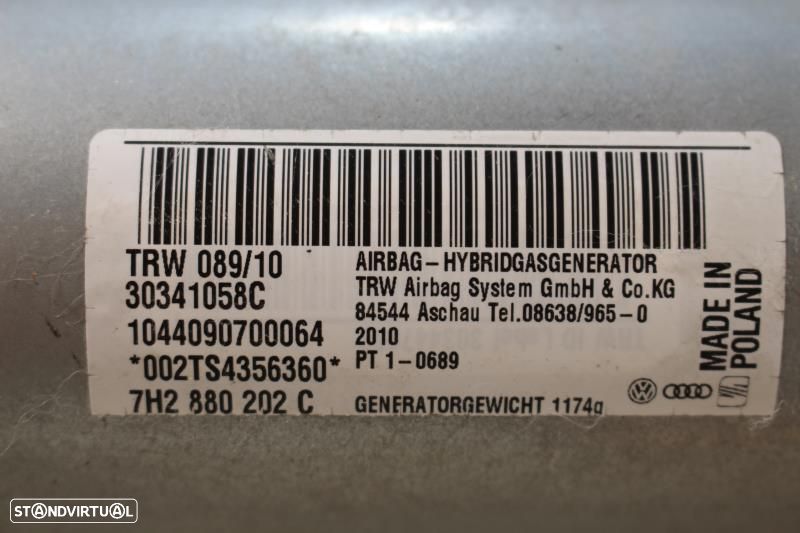 TRW 089/10
30341058C
1044090700064
*002TS4356360*
7H2 880 202 C
AIRBAG-HYBRIDGASGENERATOR
TRW Airbag System GmbH & Co.KG
84544 Aschau Tel.08638/965-0
2010
PT 1-0689
GENERATORGEWICHT 1174g
MADE IN
POLAND
STANDVIRTUAL